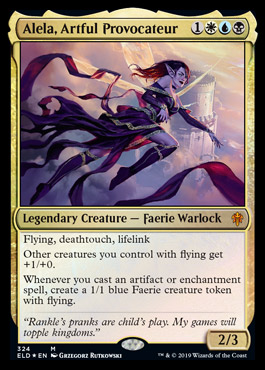 Alela, Artful Provocateur 1
Legendary Creature — Faerie Warlock
Flying, deathtouch, lifelink
Other creatures you control with flying get
+1/+0.
Whenever you cast an artifact or enchantment
spell, create a 1/1 blue Faerie creature token
with flying.
“Rankle's pranks are child's play. My games will
topple kingdoms.”
2/3
324 M
ELD • EN GRZEGORZ RUTKOWSKI
™ & © 2019 Wizards of the Coast